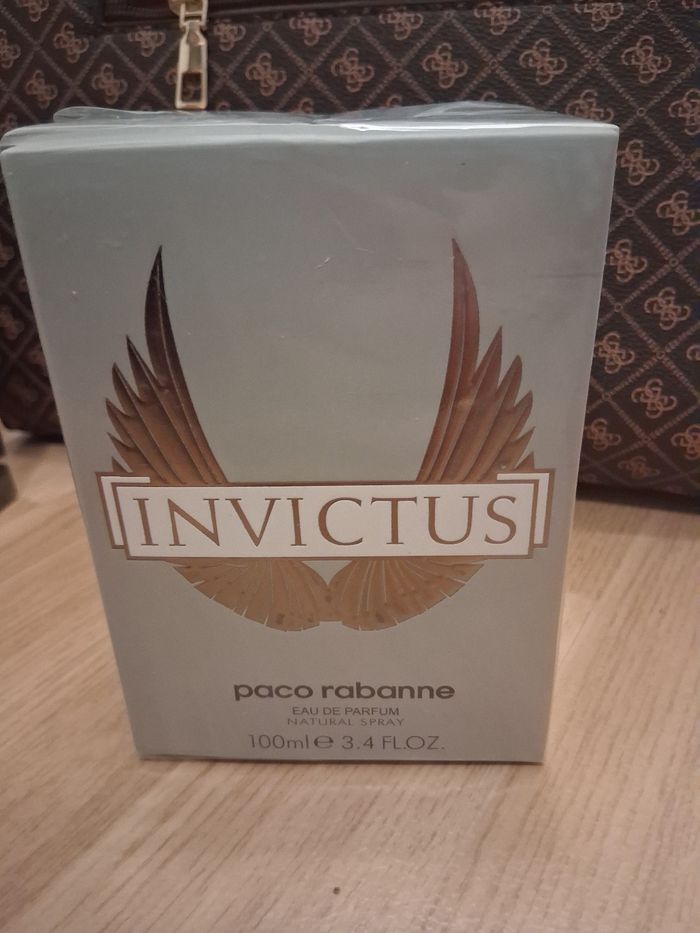 INVICTUS
paco rabanne
EAU DE PARFUM
NATURAL SPRAY
100ml℮ 3.4 FL.OZ.